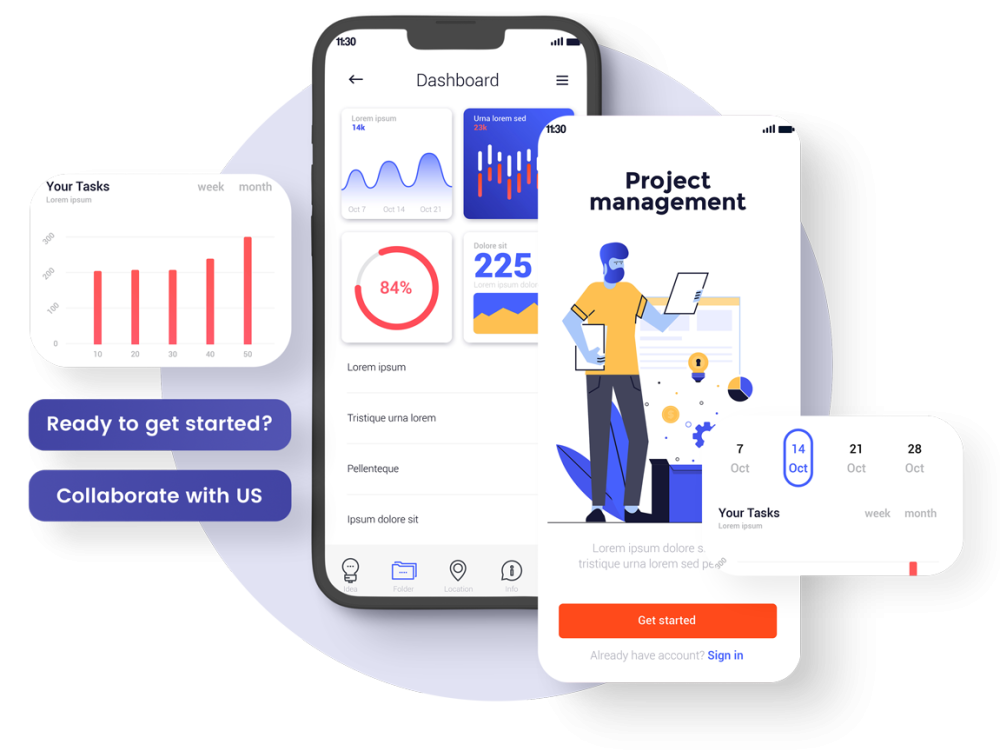 11:30
Dashboard
Lorem ipsum
14k
Oct 7 Oct 14 Oct 21
Urna lorem sed
23k
84%
Dolore sit
225
Lorem ipsum dolor
Lorem ipsum
Tristique urna lorem
Pellenteque
Ipsum dolore sit
Idea Folder Location Info
Your Tasks week month
Lorem ipsum
300
200
100
0
10 20 30 40 50
Ready to get started?
Collaborate with US
11:30
Project
management
Lorem ipsum dolore s.
tristique urna lorem sed
Get started
Already have account? Sign in
7 14 21 28
Oct Oct Oct Oct
Your Tasks week month
Lorem ipsum